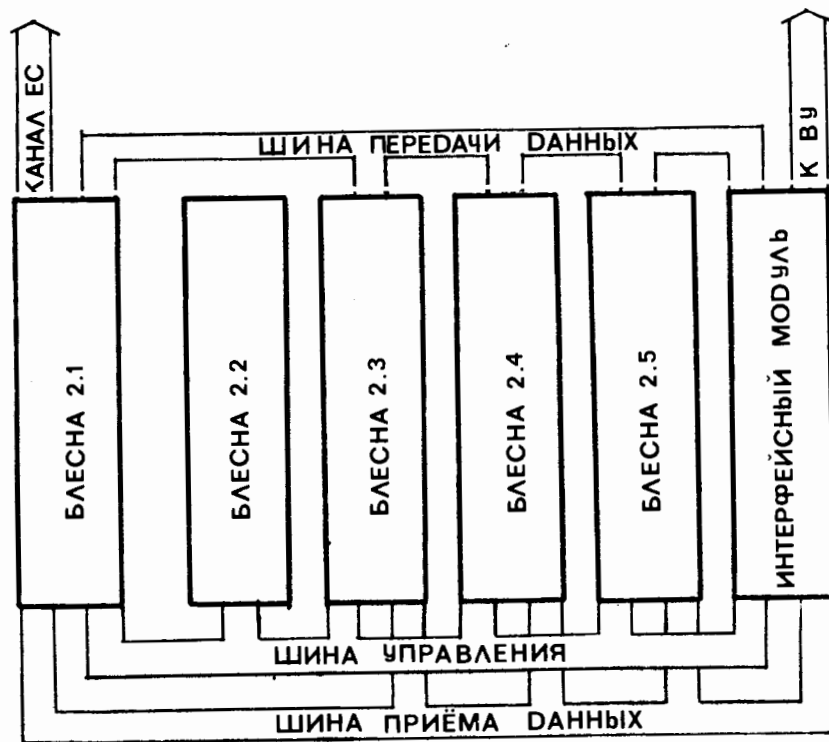 КАНАЛ ЕС
К ВУ
ШИНА ПЕРЕДАЧИ ДАННЫХ
БЛЕСНА 2.1
БЛЕСНА 2.2
БЛЕСНА 2.3
БЛЕСНА 2.4
БЛЕСНА 2.5
ИНТЕРФЕЙСНЫЙ МОДУЛЬ
ШИНА УПРАВЛЕНИЯ
ШИНА ПРИЁМА ДАННЫХ